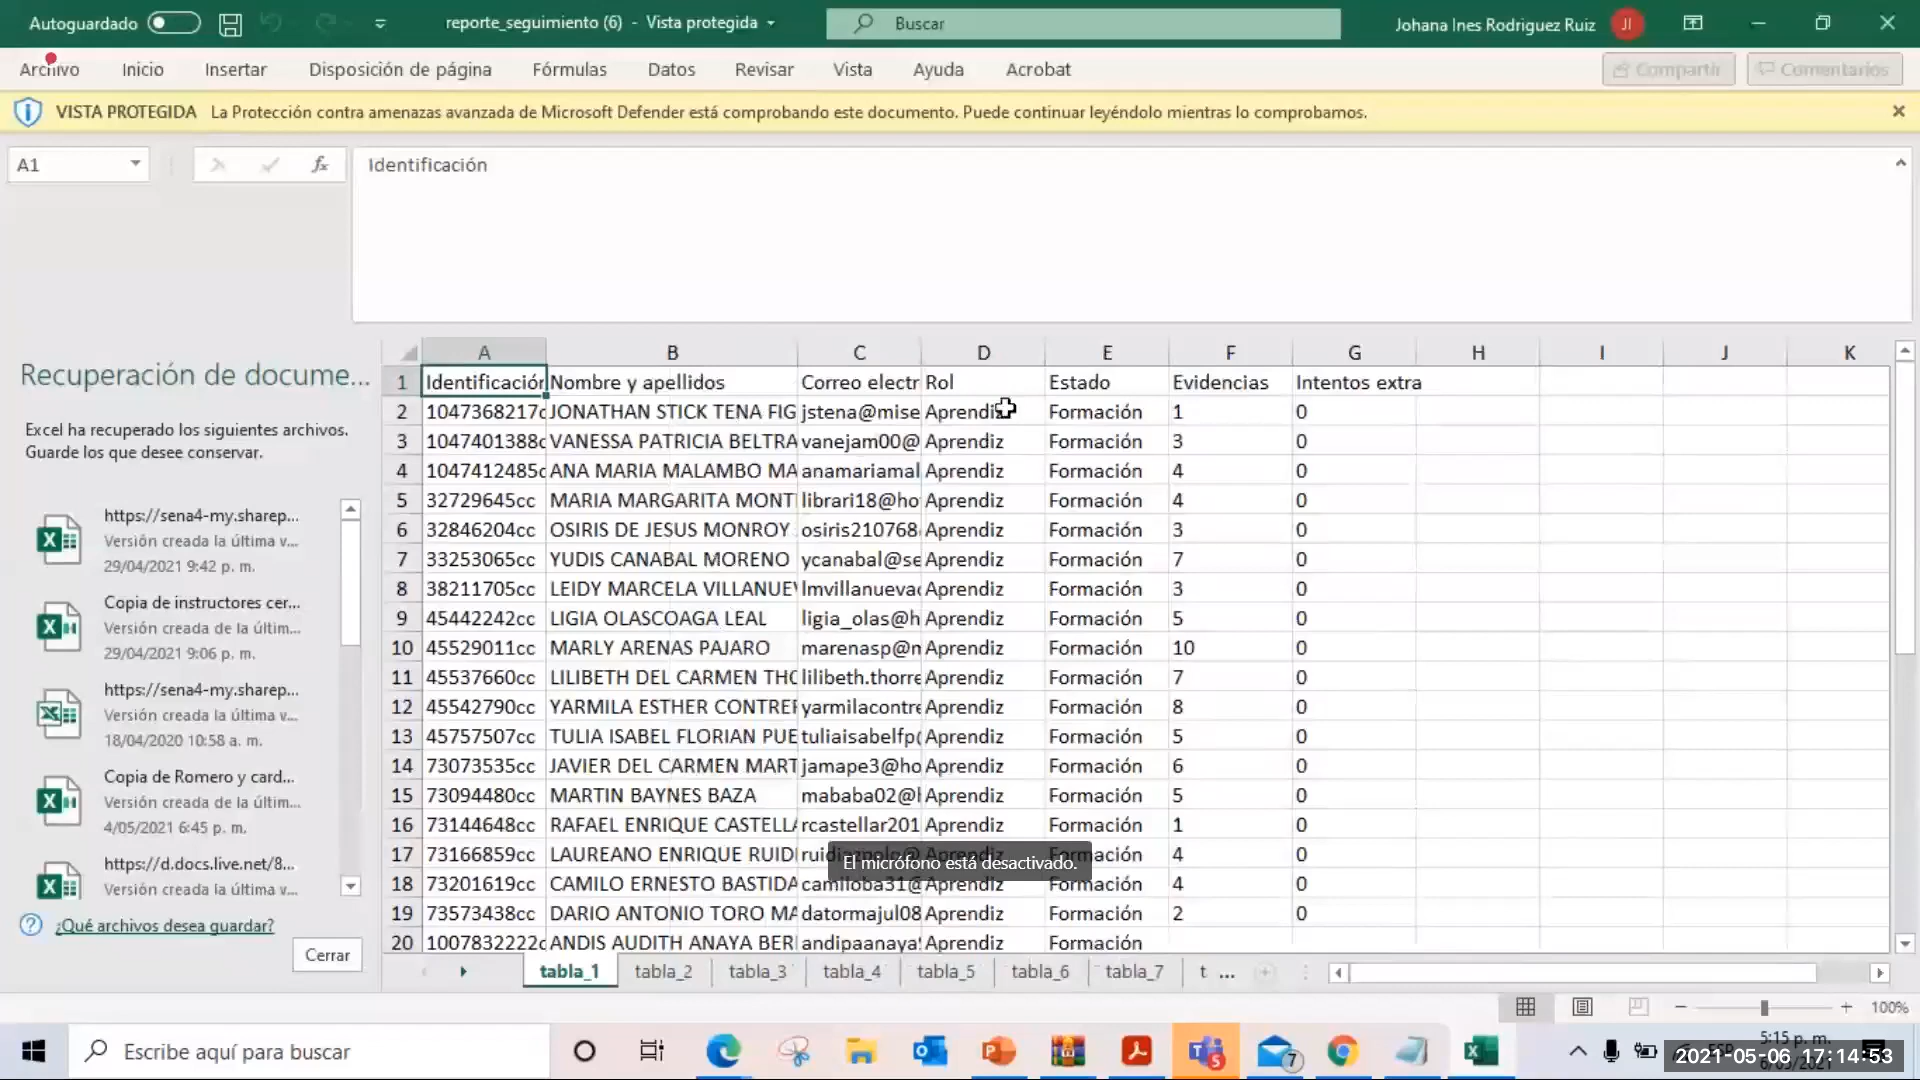 Autoguardado
reporte_seguimiento (6) - Vista protegida
Buscar
Johana Ines Rodriguez Ruiz
JI
Archivo Inicio Insertar Disposición de página Fórmulas Datos Revisar Vista Ayuda Acrobat
Compartir Comentarios
VISTA PROTEGIDA La Protección contra amenazas avanzada de Microsoft Defender está comprobando este documento. Puede continuar leyéndolo mientras lo comprobamos.
A1 fx Identificación
Recuperación de docume...
Excel ha recuperado los siguientes archivos.
Guarde los que desee conservar.
https://sena4-my.sharep...
Versión creada la última v...
29/04/2021 9:42 p. m.
Copia de instructores cer...
Versión creada de la últim...
29/04/2021 9:06 p. m.
https://sena4-my.sharep...
Versión creada la última v...
18/04/2020 10:58 a. m.
Copia de Romero y card...
Versión creada de la últim...
4/05/2021 6:45 p. m.
https://d.docs.live.net/8...
Versión creada la última v...
¿Qué archivos desea guardar?
Cerrar
A B C D E F G H I J K
1 Identificación Nombre y apellidos Correo electr Rol Estado Evidencias Intentos extra
2 1047368217c JONATHAN STICK TENA FIG jstena@mise Aprendiz Formación 1 0
3 1047401388c VANESSA PATRICIA BELTRA vanejam00@ Aprendiz Formación 3 0
4 1047412485c ANA MARIA MALAMBO MA anamariamal Aprendiz Formación 4 0
5 32729645cc MARIA MARGARITA MONT librari18@ho Aprendiz Formación 4 0
6 32846204cc OSIRIS DE JESUS MONROY osiris210768 Aprendiz Formación 3 0
7 33253065cc YUDIS CANABAL MORENO ycanabal@se Aprendiz Formación 7 0
8 38211705cc LEIDY MARCELA VILLANUEV lmvillanueva Aprendiz Formación 3 0
9 45442242cc LIGIA OLASCOAGA LEAL ligia_olas@h Aprendiz Formación 5 0
10 45529011cc MARLY ARENAS PAJARO marenasp@m Aprendiz Formación 10 0
11 45537660cc LILIBETH DEL CARMEN THO lilibeth.thorre Aprendiz Formación 7 0
12 45542790cc YARMILA ESTHER CONTRER yarmilacontre Aprendiz Formación 8 0
13 45757507cc TULIA ISABEL FLORIAN PUE tuliaisabelfp@ Aprendiz Formación 5 0
14 73073535cc JAVIER DEL CARMEN MART jamape3@ho Aprendiz Formación 6 0
15 73094480cc MARTIN BAYNES BAZA mababa02@h Aprendiz Formación 5 0
16 73144648cc RAFAEL ENRIQUE CASTELLA rcastellar201 Aprendiz Formación 1 0
17 73166859cc LAUREANO ENRIQUE RUID Aprendiz Formación 4 0
El micrófono está desactivado.
18 73201619cc CAMILO ERNESTO BASTIDA camiloba31@ Aprendiz Formación 4 0
19 73573438cc DARIO ANTONIO TORO MA datormajul08 Aprendiz Formación 2 0
20 1007832222c ANDIS AUDITH ANAYA BER andipaanaya Aprendiz Formación
tabla_1 tabla_2 tabla_3 tabla_4 tabla_5 tabla_6 tabla_7 t ...
100%
Escribe aquí para buscar
5
7
5:15 p. m.
2021-05-06 17:14:53